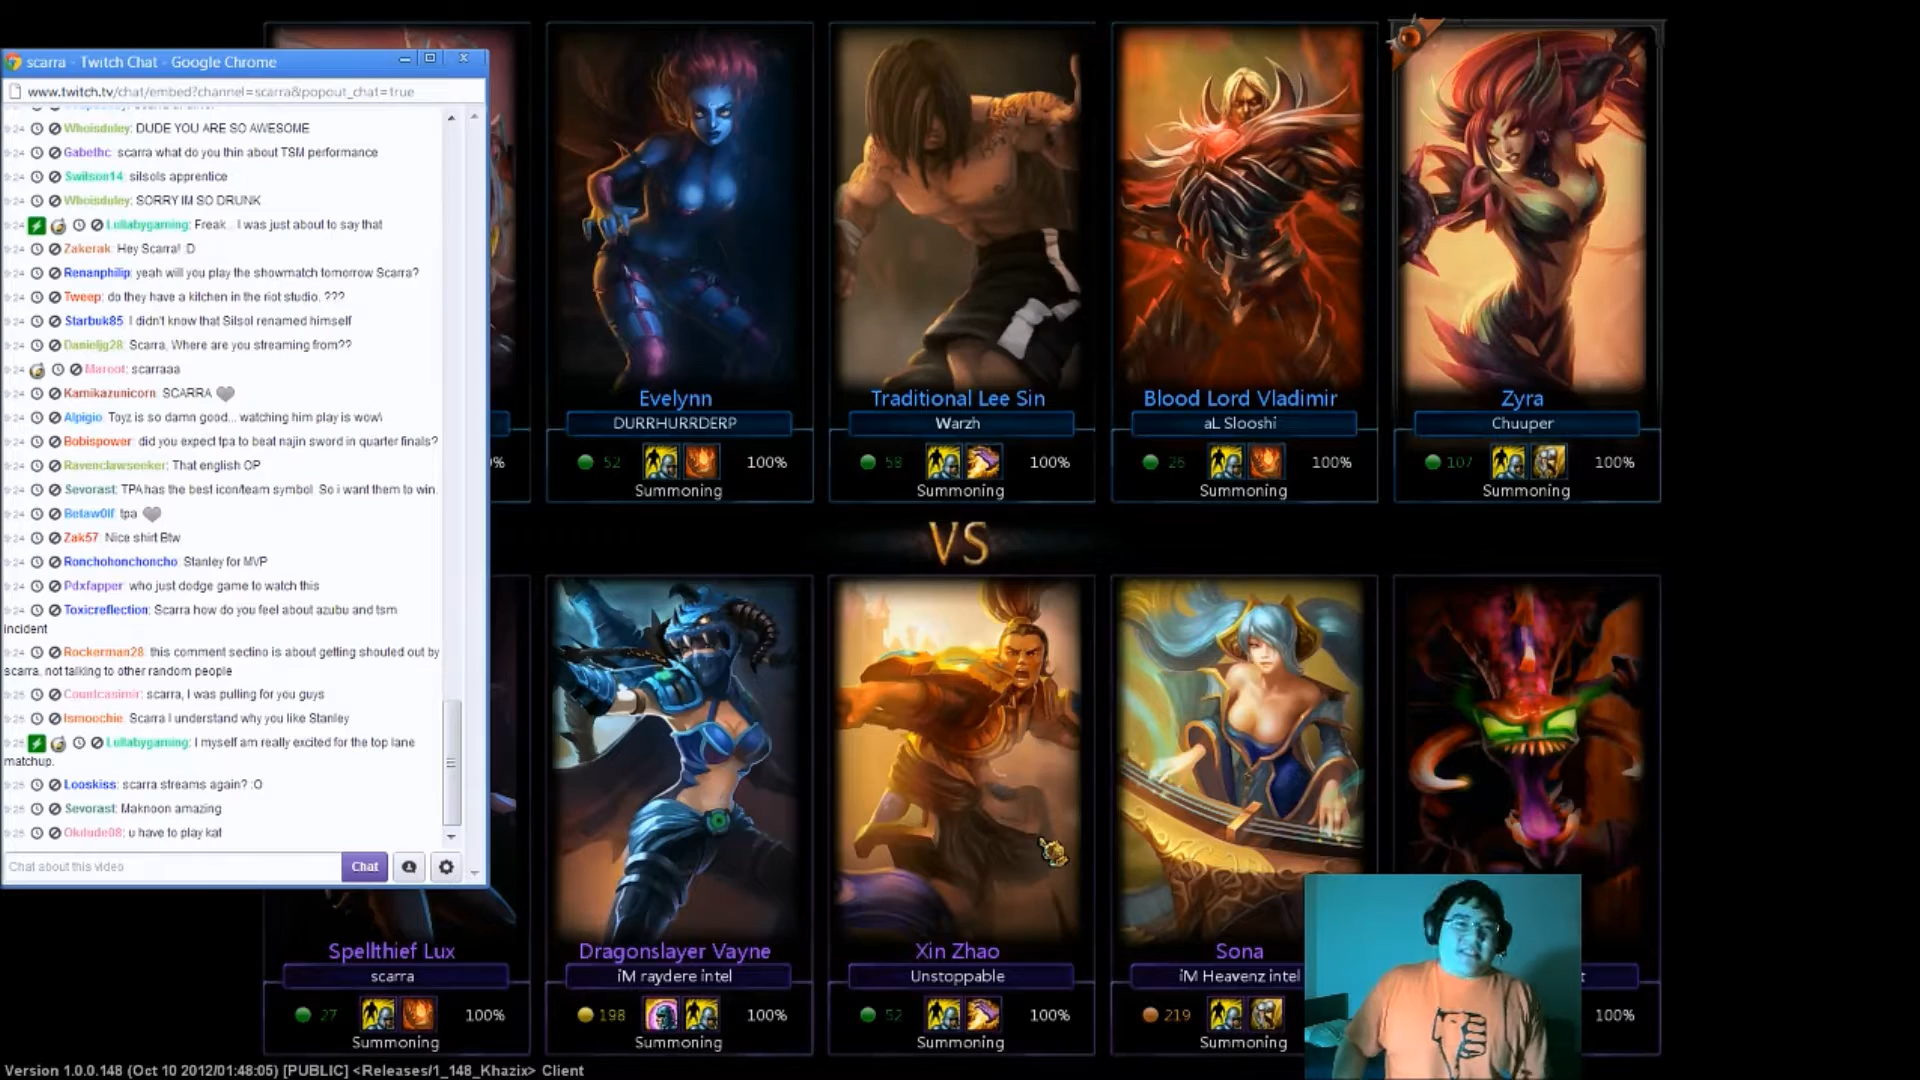 scarra - Twitch Chat - Google Chrome
www.twitch.tv/chat/embed?channel=scarra&popout_chat=true
Whoisduley: DUDE YOU ARE SO AWESOME
Gabethc: scarra what do you thin about TSM performance
Swilson14: silsols apprentice
Whoisduley: SORRY IM SO DRUNK
Lullabygaming: Freak... I was just about to say that
Zakerak: Hey Scarra! :D
Renanphilip: yeah will you play the showmatch tomorrow Scarra?
Tweep: do they have a kitchen in the riot studio. ???
Starbuk85: I didn't know that Silsol renamed himself
Danieljg28: Scarra, Where are you streaming from??
Maroot: scarraaa
Kamikazunicorn: SCARRA
Alpigio: Toyz is so damn good... watching him play is wow\
Bobispower: did you expect tpa to beat najin sword in quarter finals?
Ravenclawseeker: That english OP
Sevorast: TPA has the best icon/team symbol. So i want them to win.
Betaw0lf: tpa
Zak57: Nice shirt Btw
Ronchohonchoncho: Stanley for MVP
Pdxfapper: who just dodge game to watch this
Toxicreflection: Scarra how do you feel about azubu and tsm
incident
Rockerman28: this comment sectino is about getting shouled out by
scarra, not talking to other random people
Countcasimir: scarra, I was pulling for you guys
Ismoochie: Scarra I understand why you like Stanley
Lullabygaming: I myself am really excited for the top lane
matchup.
Looskiss: scarra streams again? :O
Sevorast: Maknoon amazing
Okdude08: u have to play kat
Chat about this video
Chat
Evelynn
DURRHURRDERP
52 100%
Summoning
Traditional Lee Sin
Warzh
58 100%
Summoning
Blood Lord Vladimir
aL Slooshi
26 100%
Summoning
Zyra
Chuuper
107 100%
Summoning
VS
Spellthief Lux
scarra
27 100%
Summoning
Dragonslayer Vayne
iM raydere intel
198 100%
Summoning
Xin Zhao
Unstoppable
52 100%
Summoning
Sona
iM Heavenz intel
219
Summoning
100%
Version 1.0.0.148 (Oct 10 2012/01:48:05) [PUBLIC] <Releases/1_148_Khazix> Client